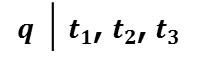 q | t₁, t₂, t₃